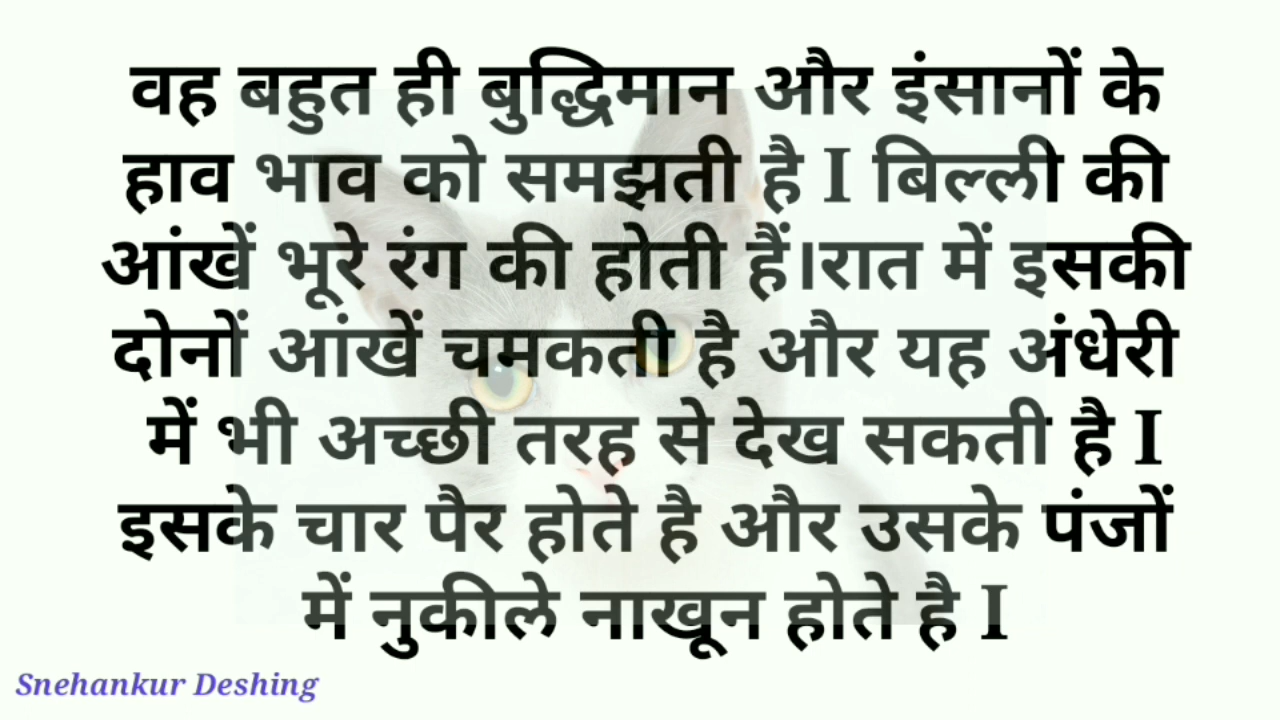 वह बहुत ही बुद्धिमान और इंसानों के
हाव भाव को समझती है I बिल्ली की
आंखें भूरे रंग की होती हैं।रात में इसकी
दोनों आंखें चमकती है और यह अंधेरी
में भी अच्छी तरह से देख सकती है I
इसके चार पैर होते है और उसके पंजों
में नुकीले नाखून होते है I
Snehankur Deshing